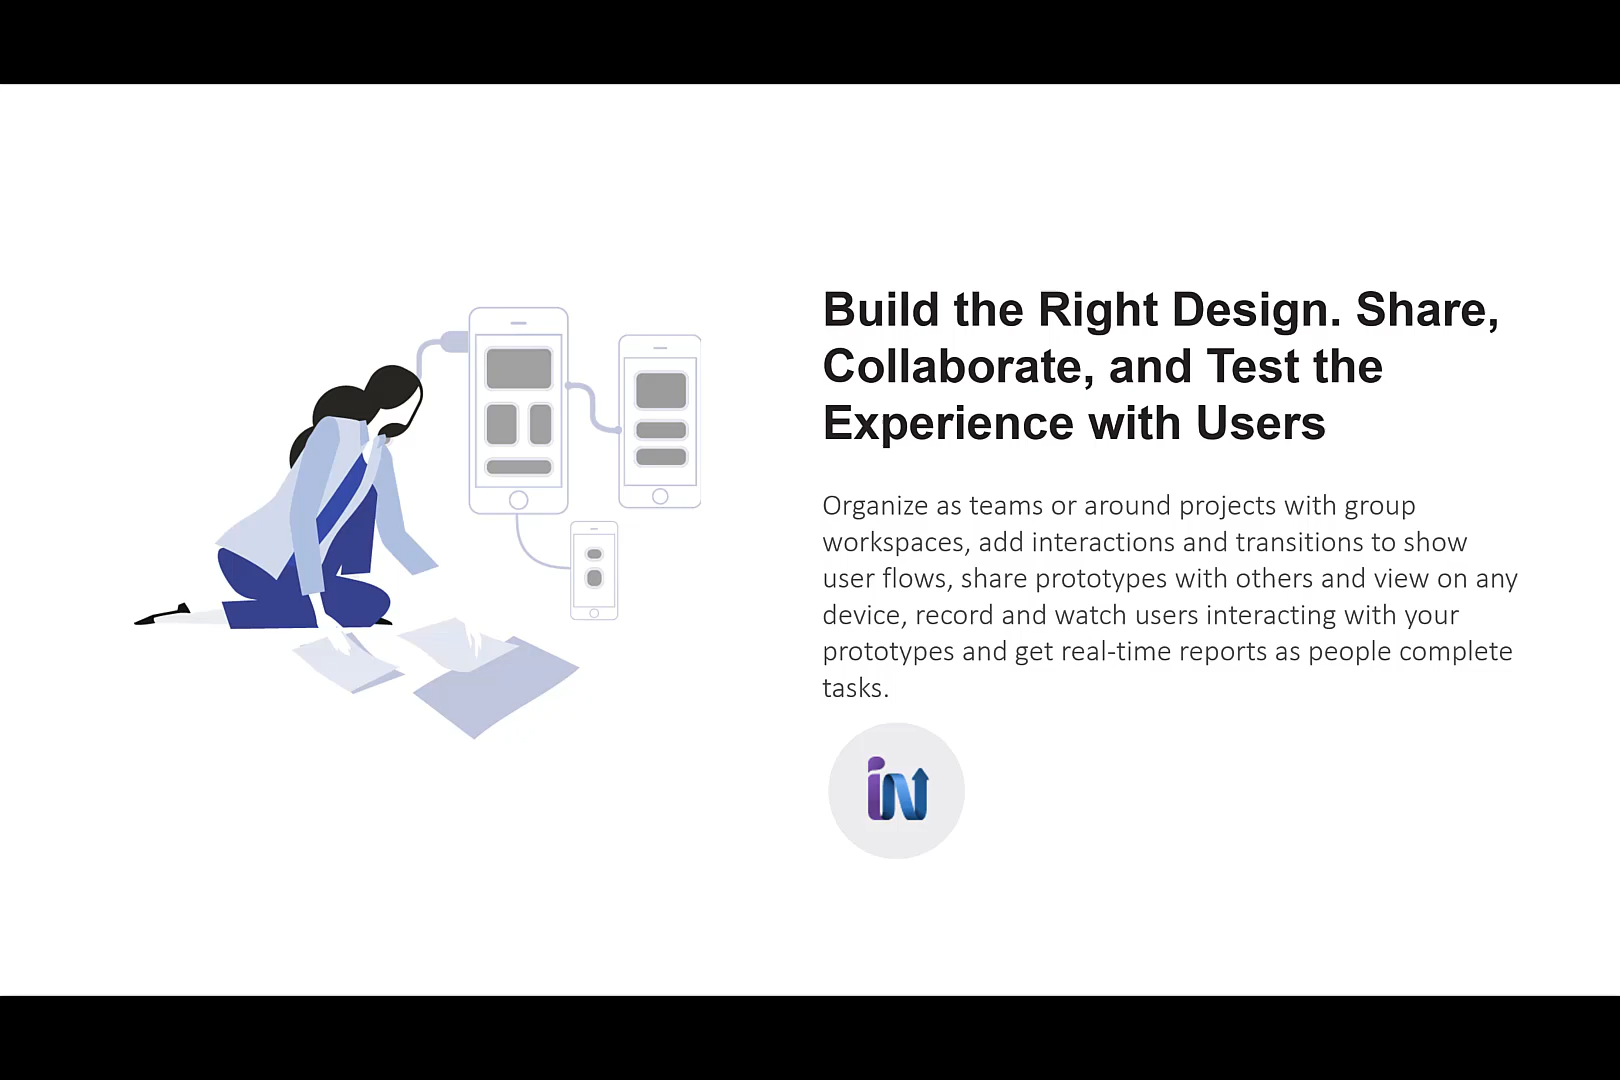 Build the Right Design. Share,
Collaborate, and Test the
Experience with Users
Organize as teams or around projects with group
workspaces, add interactions and transitions to show
user flows, share prototypes with others and view on any
device, record and watch users interacting with your
prototypes and get real-time reports as people complete
tasks.
iN